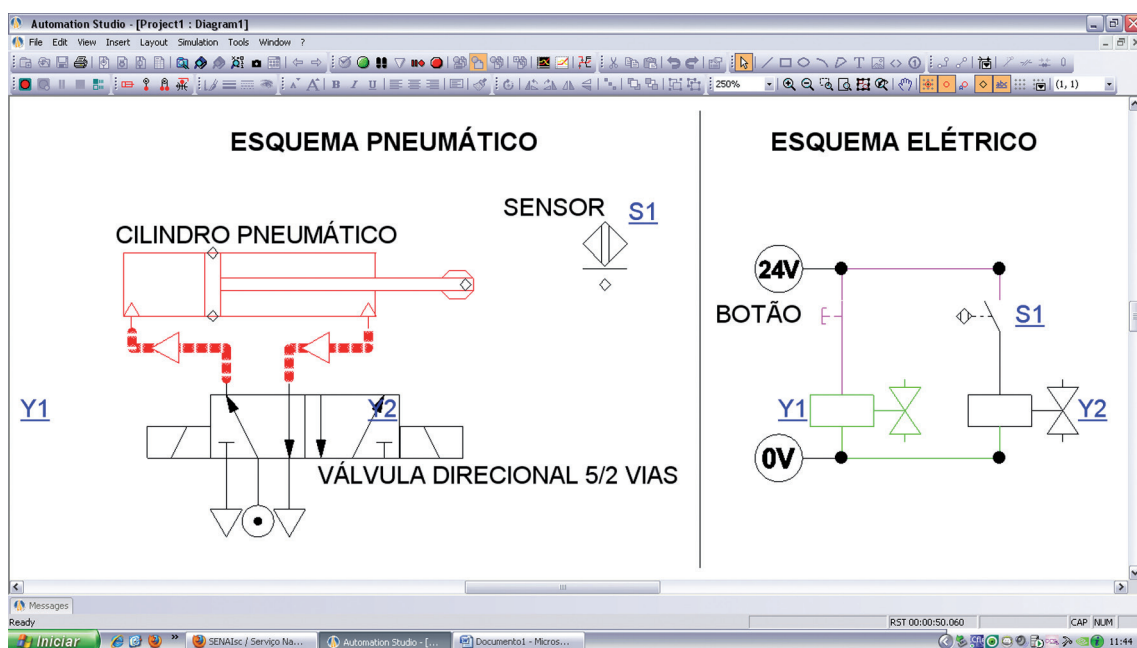 Automation Studio - [Project1 : Diagram1]
File Edit View Insert Layout Simulation Tools Window ?
250%
(1, 1)
ESQUEMA PNEUMÁTICO
ESQUEMA ELÉTRICO
SENSOR S1
CILINDRO PNEUMÁTICO
24V
BOTÃO
S1
Y1
Y2
Y1
Y2
0V
VÁLVULA DIRECIONAL 5/2 VIAS
Messages
Ready
RST 00:00:50.060
CAP NUM
Iniciar
SENAIsc / Serviço Na...
Automation Studio - [...
Documento1 - Micros...
11:44